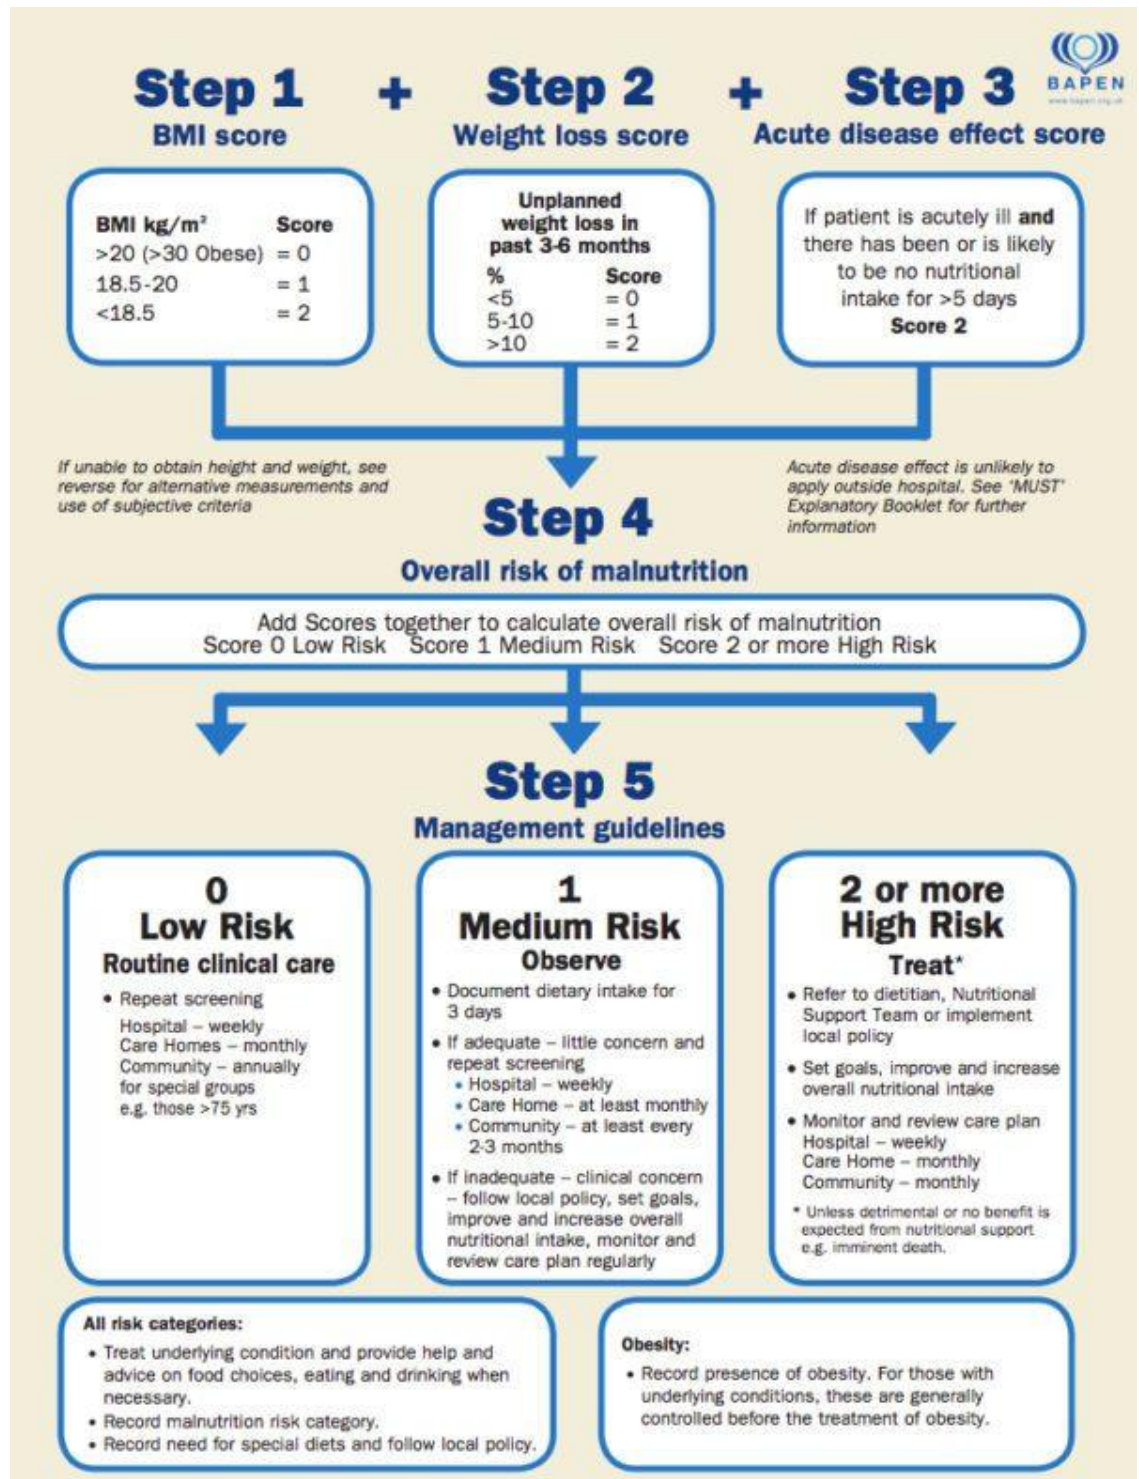 BAPEN
www.bapen.org.uk
Step 1 + Step 2 + Step 3
BMI score
Weight loss score
Acute disease effect score
BMI kg/m² Score
>20 (>30 Obese) = 0
18.5-20 = 1
<18.5 = 2
Unplanned
weight loss in
past 3-6 months
% Score
<5 = 0
5-10 = 1
>10 = 2
If patient is acutely ill and
there has been or is likely
to be no nutritional
intake for >5 days
Score 2
If unable to obtain height and weight, see
reverse for alternative measurements and
use of subjective criteria
Acute disease effect is unlikely to
apply outside hospital. See ‘MUST’
Explanatory Booklet for further
information
Step 4
Overall risk of malnutrition
Add Scores together to calculate overall risk of malnutrition
Score 0 Low Risk Score 1 Medium Risk Score 2 or more High Risk
Step 5
Management guidelines
0
Low Risk
Routine clinical care
• Repeat screening
Hospital – weekly
Care Homes – monthly
Community – annually
for special groups
e.g. those >75 yrs
1
Medium Risk
Observe
• Document dietary intake for
3 days
• If adequate – little concern and
repeat screening
• Hospital – weekly
• Care Home – at least monthly
• Community – at least every
2-3 months
• If inadequate – clinical concern
– follow local policy, set goals,
improve and increase overall
nutritional intake, monitor and
review care plan regularly
2 or more
High Risk
Treat*
• Refer to dietitian, Nutritional
Support Team or implement
local policy
• Set goals, improve and increase
overall nutritional intake
• Monitor and review care plan
Hospital – weekly
Care Home – monthly
Community – monthly
* Unless detrimental or no benefit is
expected from nutritional support
e.g. imminent death.
All risk categories:
• Treat underlying condition and provide help and
advice on food choices, eating and drinking when
necessary.
• Record malnutrition risk category.
• Record need for special diets and follow local policy.
Obesity:
• Record presence of obesity. For those with
underlying conditions, these are generally
controlled before the treatment of obesity.